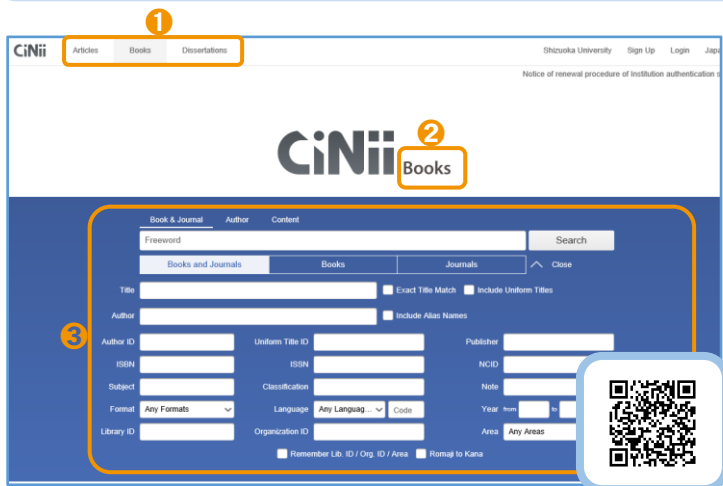 1
CiNii Articles Books Dissertations Shizuoka University Sign Up Login Japa
Notice of renewal procedure of Institution authentication s
2
CiNii Books
Book & Journal Author Content
Freeword Search
Books and Journals Books Journals Close
Title Exact Title Match Include Uniform Titles
Author Include Alias Names
3
Author ID Uniform Title ID Publisher
ISBN ISSN NCID
Subject Classification Note
Format Any Formats Language Any Languag... Code Year from to
Library ID Organization ID Area Any Areas
Remember Lib. ID / Org. ID / Area Romaji to Kana